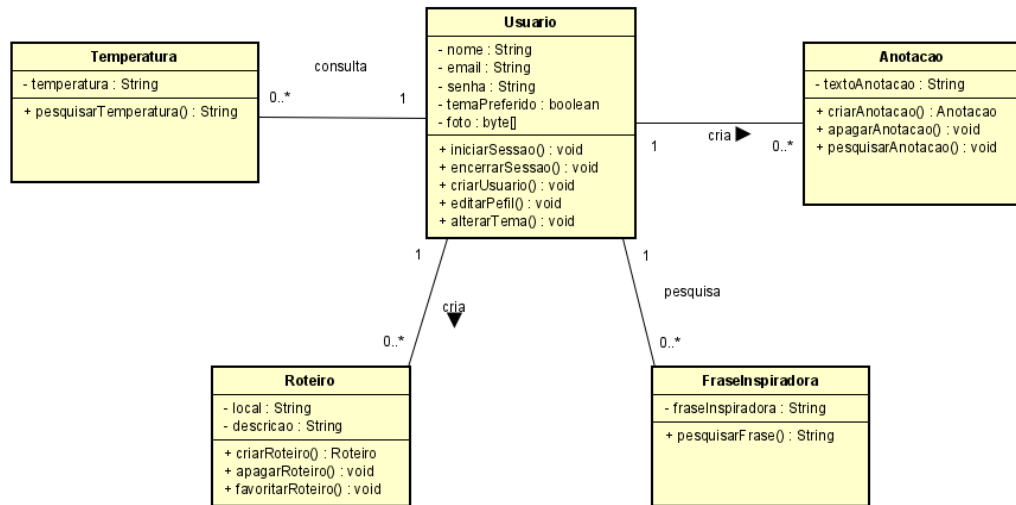 Usuario
- nome : String
- email : String
- senha : String
- temaPreferido : boolean
- foto : byte[]
+ iniciarSessao() : void
+ encerrarSessao() : void
+ criarUsuario() : void
+ editarPefil() : void
+ alterarTema() : void
Temperatura
- temperatura : String
+ pesquisarTemperatura() : String
consulta
0..*
1
Anotacao
- textoAnotacao : String
+ criarAnotacao() : Anotacao
+ apagarAnotacao() : void
+ pesquisarAnotacao() : void
1
cria
0..*
1
cria
0..*
1
pesquisa
0..*
Roteiro
- local : String
- descricao : String
+ criarRoteiro() : Roteiro
+ apagarRoteiro() : void
+ favoritarRoteiro() : void
FraseInspiradora
- fraseInspiradora : String
+ pesquisarFrase() : String